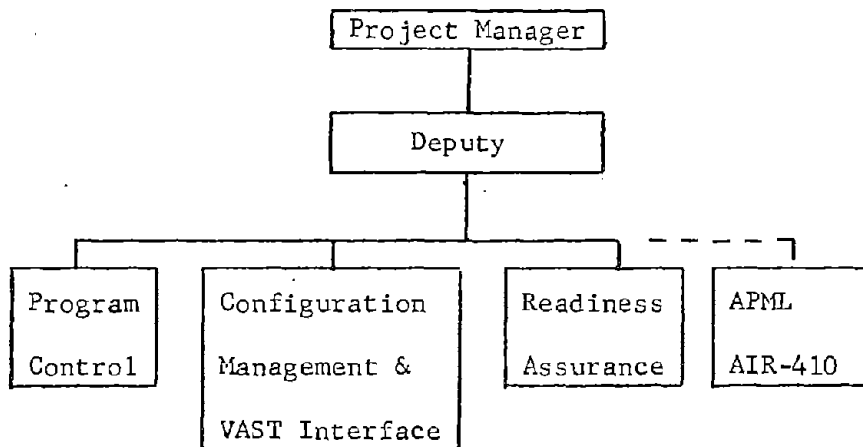 Project Manager
Deputy
Program
Control
Configuration
Management &
VAST Interface
Readiness
Assurance
APML
AIR-410